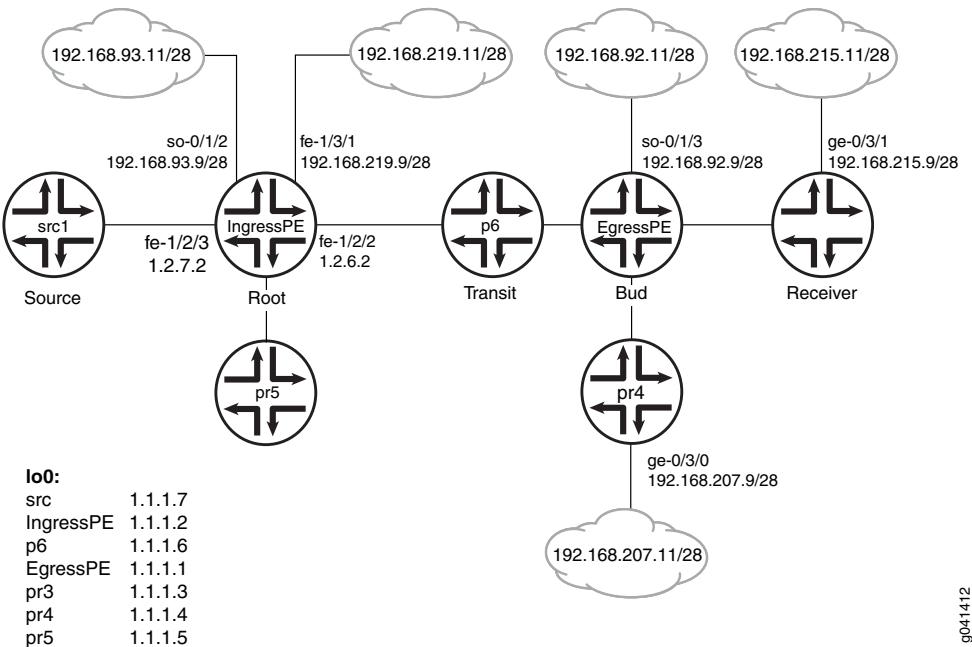 192.168.93.11/28
192.168.219.11/28
192.168.92.11/28
192.168.215.11/28
so-0/1/2
192.168.93.9/28
fe-1/3/1
192.168.219.9/28
so-0/1/3
192.168.92.9/28
ge-0/3/1
192.168.215.9/28
src1
IngressPE
p6
EgressPE
fe-1/2/3
1.2.7.2
fe-1/2/2
1.2.6.2
Source
Root
Transit
Bud
Receiver
pr5
pr4
ge-0/3/0
192.168.207.9/28
192.168.207.11/28
lo0:
src 1.1.1.7
IngressPE 1.1.1.2
p6 1.1.1.6
EgressPE 1.1.1.1
pr3 1.1.1.3
pr4 1.1.1.4
pr5 1.1.1.5
g041412